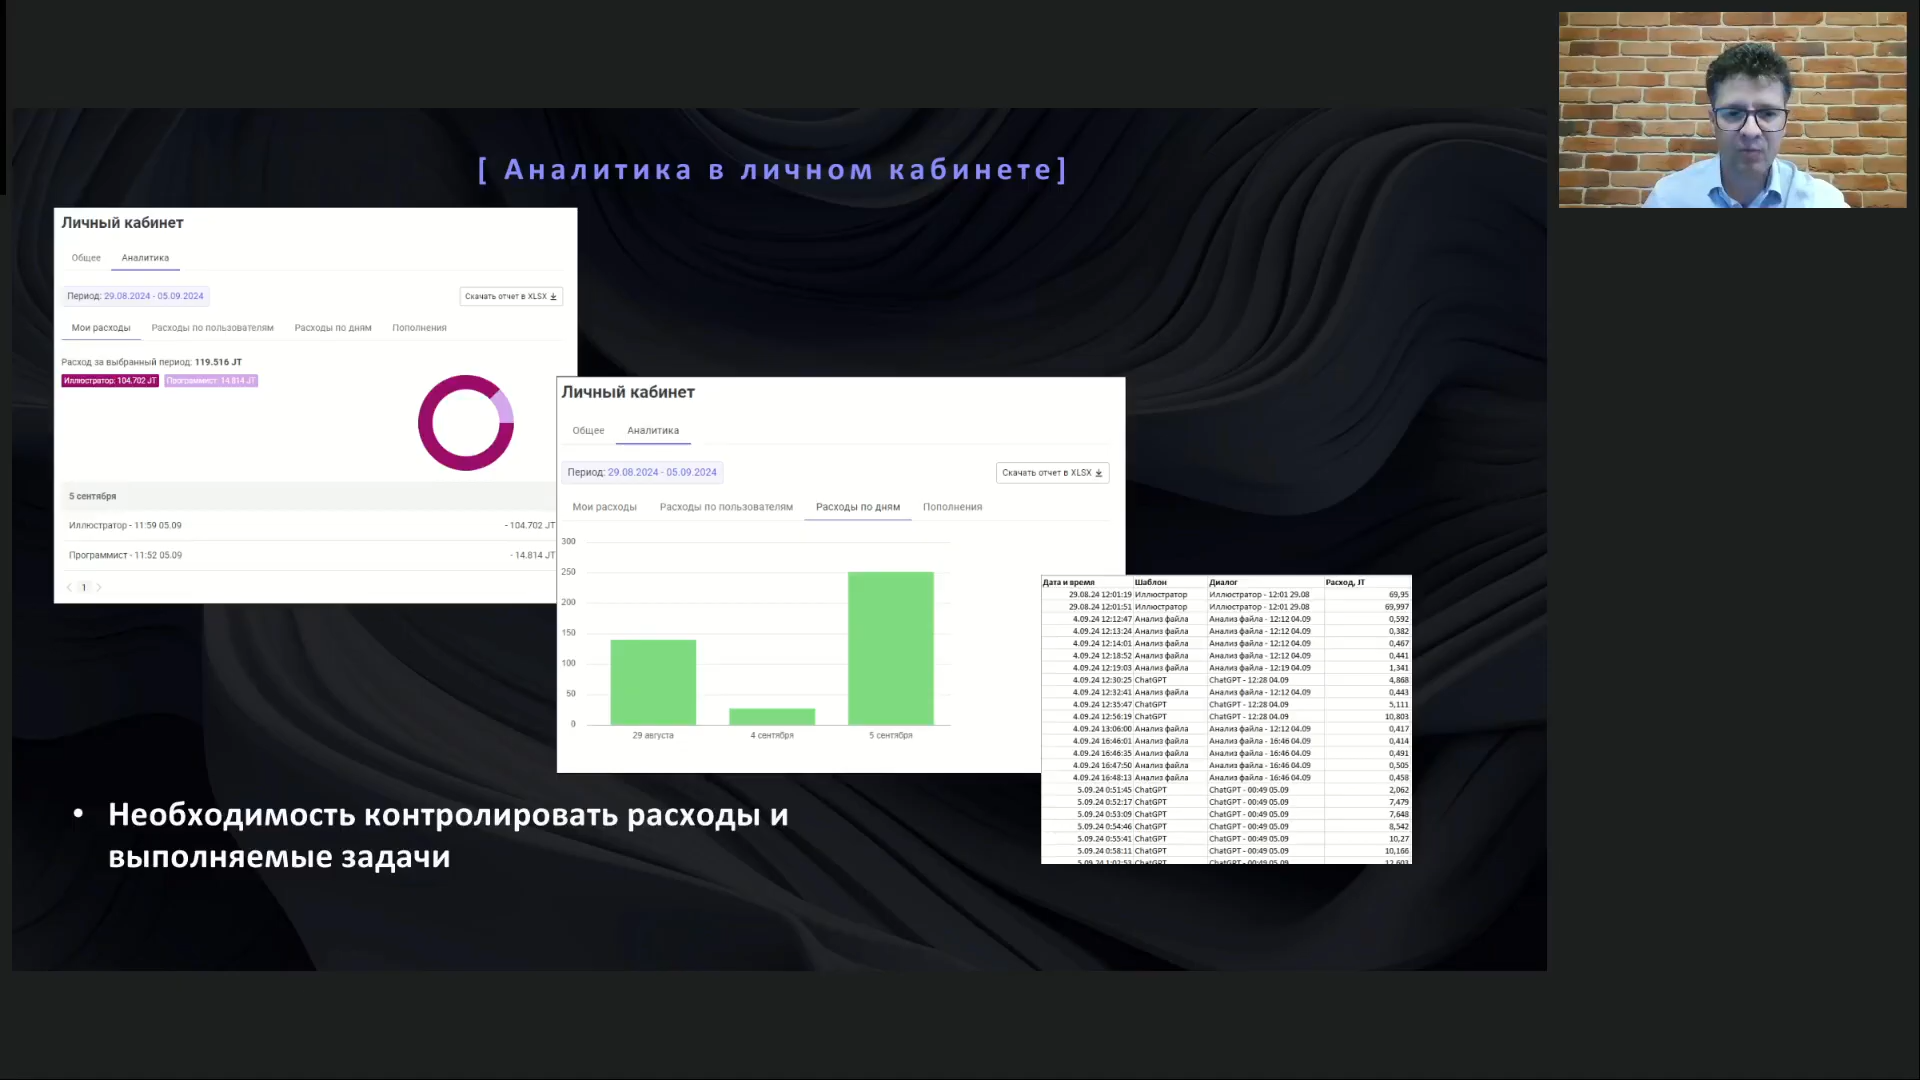 [ Аналитика в личном кабинете]
Личный кабинет
Общее Аналитика
Период: 29.08.2024 - 05.09.2024 Скачать отчет в XLSX
Мои расходы Расходы по пользователям Расходы по дням Пополнения
Расход за выбранный период: 119.516 JT
Иллюстратор: 104.702 JT Программист: 14.814 JT
5 сентября
Иллюстратор - 11:59 05.09 - 104.702 JT
Программист - 11:52 05.09 - 14.814 JT
< 1 >
Личный кабинет
Общее Аналитика
Период: 29.08.2024 - 05.09.2024 Скачать отчет в XLSX
Мои расходы Расходы по пользователям Расходы по дням Пополнения
300
250
200
150
100
50
0
29 августа 4 сентября 5 сентября
Дата и время Шаблон Диалог Расход, JT
29.08.24 12:01:19 Иллюстратор Иллюстратор - 12:01 29.08 69,95
29.08.24 12:01:51 Иллюстратор Иллюстратор - 12:01 29.08 69,997
4.09.24 12:12:47 Анализ файла Анализ файла - 12:12 04.09 0,592
4.09.24 12:13:24 Анализ файла Анализ файла - 12:12 04.09 0,382
4.09.24 12:14:01 Анализ файла Анализ файла - 12:12 04.09 0,467
4.09.24 12:18:52 Анализ файла Анализ файла - 12:12 04.09 0,441
4.09.24 12:19:03 Анализ файла Анализ файла - 12:19 04.09 1,341
4.09.24 12:30:25 ChatGPT ChatGPT - 12:28 04.09 4,868
4.09.24 12:32:41 Анализ файла Анализ файла - 12:12 04.09 0,443
4.09.24 12:35:47 ChatGPT ChatGPT - 12:28 04.09 5,111
4.09.24 12:56:19 ChatGPT ChatGPT - 12:28 04.09 10,803
4.09.24 13:06:00 Анализ файла Анализ файла - 12:12 04.09 0,417
4.09.24 16:46:01 Анализ файла Анализ файла - 16:46 04.09 0,414
4.09.24 16:46:35 Анализ файла Анализ файла - 16:46 04.09 0,491
4.09.24 16:47:50 Анализ файла Анализ файла - 16:46 04.09 0,505
4.09.24 16:48:13 Анализ файла Анализ файла - 16:46 04.09 0,458
5.09.24 0:51:45 ChatGPT ChatGPT - 00:49 05.09 2,062
5.09.24 0:52:17 ChatGPT ChatGPT - 00:49 05.09 7,479
5.09.24 0:53:09 ChatGPT ChatGPT - 00:49 05.09 7,648
5.09.24 0:54:46 ChatGPT ChatGPT - 00:49 05.09 8,542
5.09.24 0:55:41 ChatGPT ChatGPT - 00:49 05.09 10,27
5.09.24 0:58:11 ChatGPT ChatGPT - 00:49 05.09 10,166
5.09.24 1:02:53 ChatGPT ChatGPT - 00:49 05.09 12,603
• Необходимость контролировать расходы и
выполняемые задачи